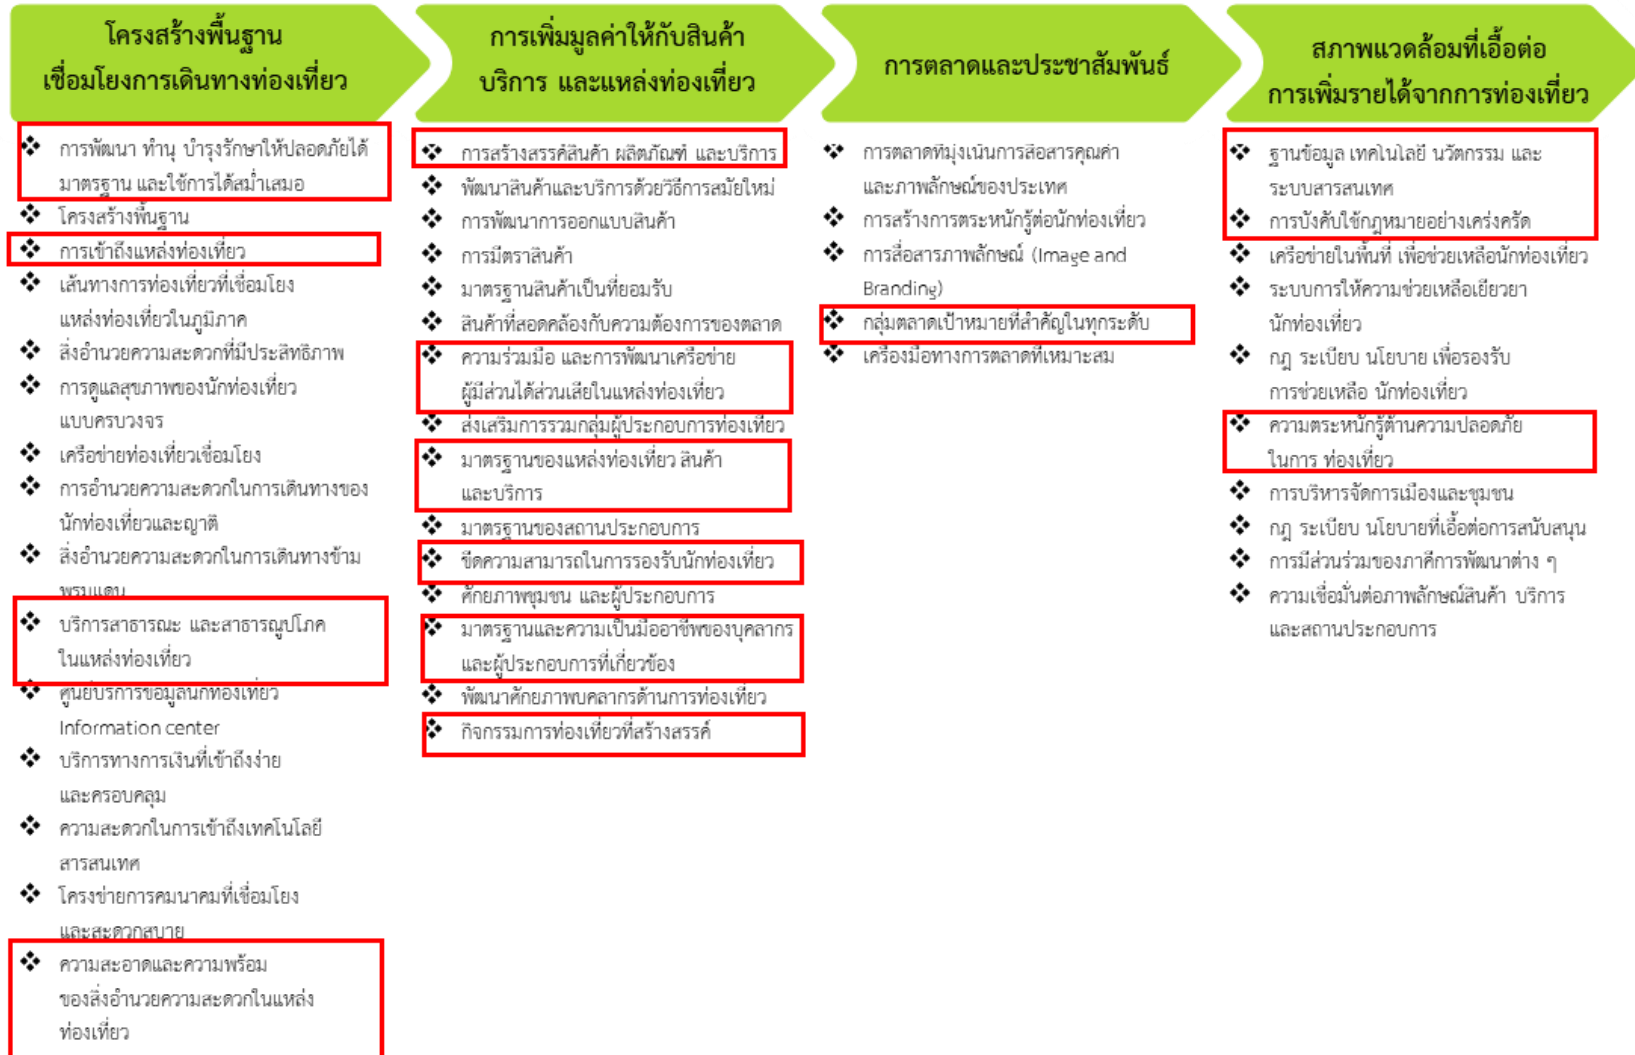 โครงสร้างพื้นฐาน
เชื่อมโยงการเดินทางท่องเที่ยว
❖ การพัฒนา ทำนุ บำรุงรักษาให้ปลอดภัยได้
มาตรฐาน และใช้การได้สม่ำเสมอ
❖ โครงสร้างพื้นฐาน
❖ การเข้าถึงแหล่งท่องเที่ยว
❖ เส้นทางการท่องเที่ยวที่เชื่อมโยง
แหล่งท่องเที่ยวในภูมิภาค
❖ สิ่งอำนวยความสะดวกที่มีประสิทธิภาพ
❖ การดูแลสุขภาพของนักท่องเที่ยว
แบบครบวงจร
❖ เครือข่ายท่องเที่ยวเชื่อมโยง
❖ การอำนวยความสะดวกในการเดินทางของ
นักท่องเที่ยวและญาติ
❖ สิ่งอำนวยความสะดวกในการเดินทางข้าม
พรมแดน
❖ บริการสาธารณะ และสาธารณูปโภค
ในแหล่งท่องเที่ยว
❖ ศูนย์บริการข้อมูลนักท่องเที่ยว
Information center
❖ บริการทางการเงินที่เข้าถึงง่าย
และครอบคลุม
❖ ความสะดวกในการเข้าถึงเทคโนโลยี
สารสนเทศ
❖ โครงข่ายการคมนาคมที่เชื่อมโยง
และสะดวกสบาย
❖ ความสะอาดและความพร้อม
ของสิ่งอำนวยความสะดวกในแหล่ง
ท่องเที่ยว
การเพิ่มมูลค่าให้กับสินค้า
บริการ และแหล่งท่องเที่ยว
❖ การสร้างสรรค์สินค้า ผลิตภัณฑ์ และบริการ
❖ พัฒนาสินค้าและบริการด้วยวิธีการสมัยใหม่
❖ การพัฒนาการออกแบบสินค้า
❖ การมีตราสินค้า
❖ มาตรฐานสินค้าเป็นที่ยอมรับ
❖ สินค้าที่สอดคล้องกับความต้องการของตลาด
❖ ความร่วมมือ และการพัฒนาเครือข่าย
ผู้มีส่วนได้ส่วนเสียในแหล่งท่องเที่ยว
❖ ส่งเสริมการรวมกลุ่มผู้ประกอบการท่องเที่ยว
❖ มาตรฐานของแหล่งท่องเที่ยว สินค้า
และบริการ
❖ มาตรฐานของสถานประกอบการ
❖ ขีดความสามารถในการรองรับนักท่องเที่ยว
❖ ศักยภาพชุมชน และผู้ประกอบการ
❖ มาตรฐานและความเป็นมืออาชีพของบุคลากร
และผู้ประกอบการที่เกี่ยวข้อง
❖ พัฒนาศักยภาพบุคลากรด้านการท่องเที่ยว
❖ กิจกรรมการท่องเที่ยวที่สร้างสรรค์
การตลาดและประชาสัมพันธ์
❖ การตลาดที่มุ่งเน้นการสื่อสารคุณค่า
และภาพลักษณ์ของประเทศ
❖ การสร้างการตระหนักรู้ต่อนักท่องเที่ยว
❖ การสื่อสารภาพลักษณ์ (Image and
Branding)
❖ กลุ่มตลาดเป้าหมายที่สำคัญในทุกระดับ
❖ เครื่องมือทางการตลาดที่เหมาะสม
สภาพแวดล้อมที่เอื้อต่อ
การเพิ่มรายได้จากการท่องเที่ยว
❖ ฐานข้อมูล เทคโนโลยี นวัตกรรม และ
ระบบสารสนเทศ
❖ การบังคับใช้กฎหมายอย่างเคร่งครัด
❖ เครือข่ายในพื้นที่ เพื่อช่วยเหลือนักท่องเที่ยว
❖ ระบบการให้ความช่วยเหลือเยียวยา
นักท่องเที่ยว
❖ กฎ ระเบียบ นโยบาย เพื่อรองรับ
การช่วยเหลือ นักท่องเที่ยว
❖ ความตระหนักรู้ด้านความปลอดภัย
ในการ ท่องเที่ยว
❖ การบริหารจัดการเมืองและชุมชน
❖ กฎ ระเบียบ นโยบายที่เอื้อต่อการสนับสนุน
❖ การมีส่วนร่วมของภาคีการพัฒนาต่าง ๆ
❖ ความเชื่อมั่นต่อภาพลักษณ์สินค้า บริการ
และสถานประกอบการ